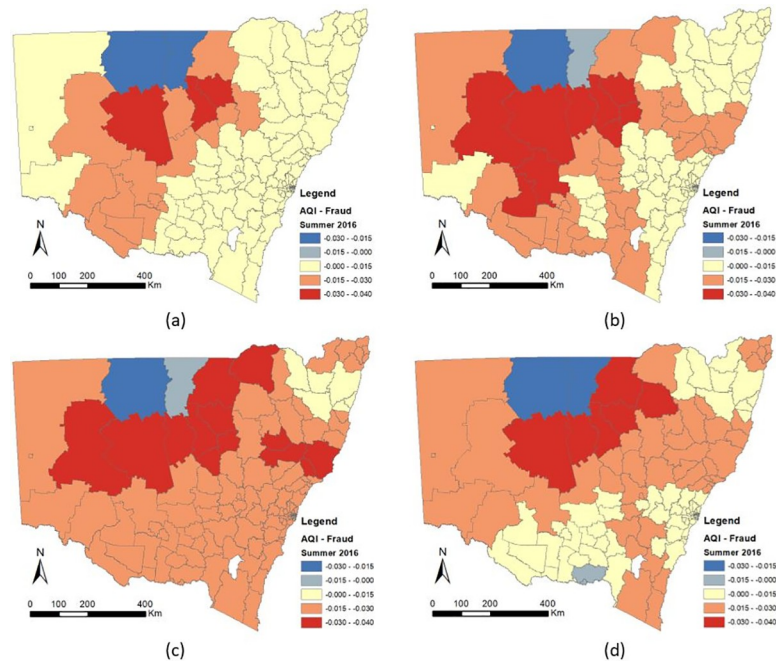 Legend
AQI - Fraud
Summer 2016
-0.030 - -0.015
-0.015 - -0.000
-0.000 - -0.015
-0.015 - -0.030
-0.030 - -0.040
N
0 100 200 400
Km
(a)
Legend
AQI - Fraud
Summer 2016
-0.030 - -0.015
-0.015 - -0.000
-0.000 - -0.015
-0.015 - -0.030
-0.030 - -0.040
N
0 100 200 400
Km
(b)
Legend
AQI - Fraud
Summer 2016
-0.030 - -0.015
-0.015 - -0.000
-0.000 - -0.015
-0.015 - -0.030
-0.030 - -0.040
N
0 100 200 400
Km
(c)
Legend
AQI - Fraud
Summer 2016
-0.030 - -0.015
-0.015 - -0.000
-0.000 - -0.015
-0.015 - -0.030
-0.030 - -0.040
N
0 100 200 400
Km
(d)